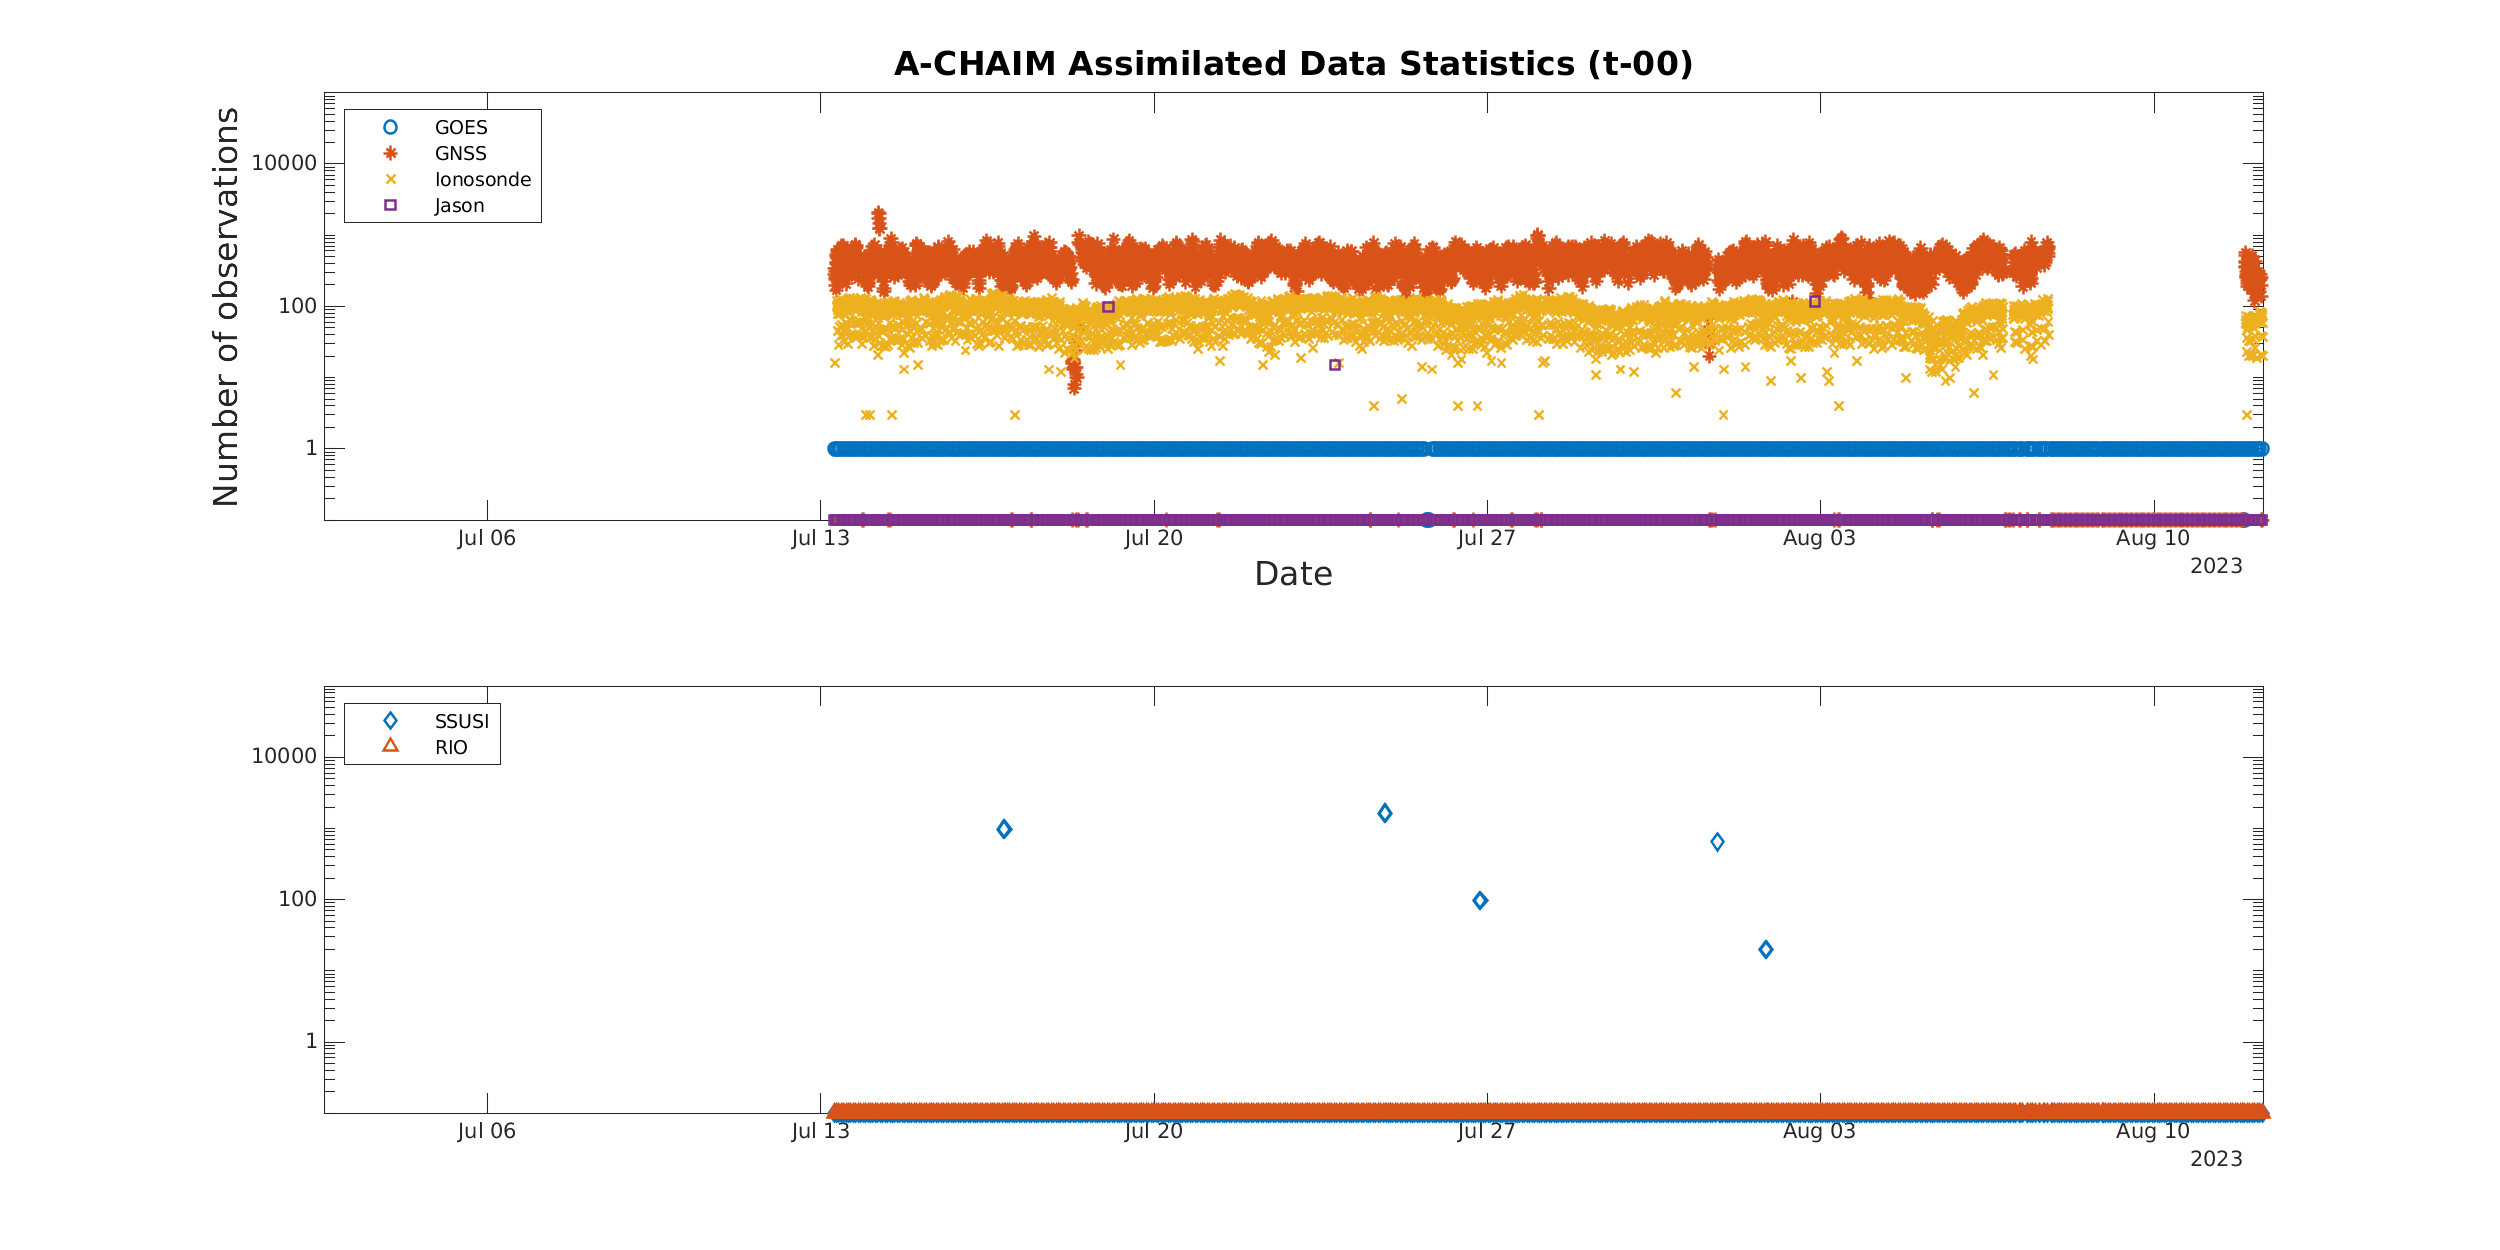 A-CHAIM Assimilated Data Statistics (t-00)
Number of observations
GOES
GNSS
Ionosonde
Jason
10000
100
1
Jul 06 Jul 13 Jul 20 Jul 27 Aug 03 Aug 10
2023
Date
SSUSI
RIO
10000
100
1
Jul 06 Jul 13 Jul 20 Jul 27 Aug 03 Aug 10
2023